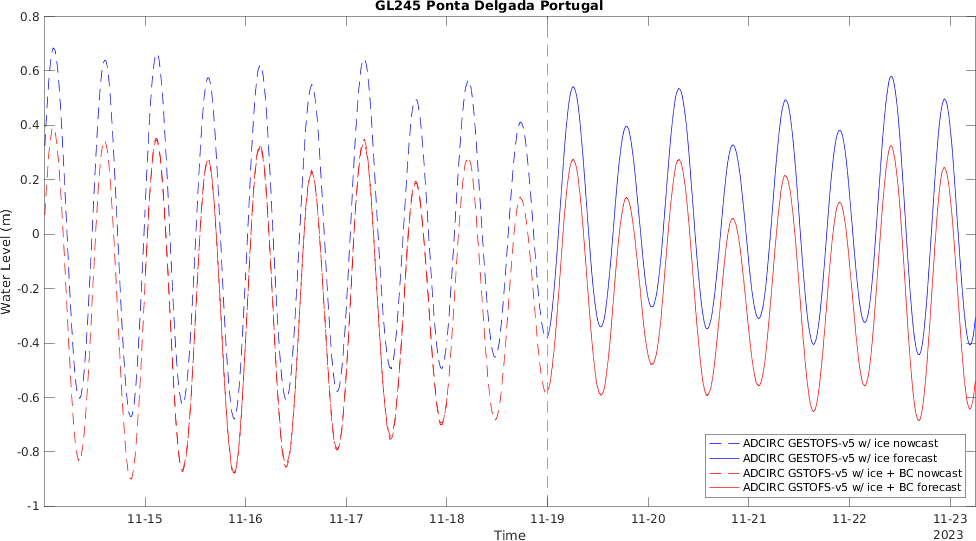 GL245 Ponta Delgada Portugal
0.8
0.6
0.4
0.2
0
-0.2
-0.4
-0.6
-0.8
-1
Water Level (m)
ADCIRC GESTOFS-v5 w/ ice nowcast
ADCIRC GESTOFS-v5 w/ ice forecast
ADCIRC GSTOFS-v5 w/ ice + BC nowcast
ADCIRC GSTOFS-v5 w/ ice + BC forecast
11-15 11-16 11-17 11-18 11-19 11-20 11-21 11-22 11-23
Time
2023